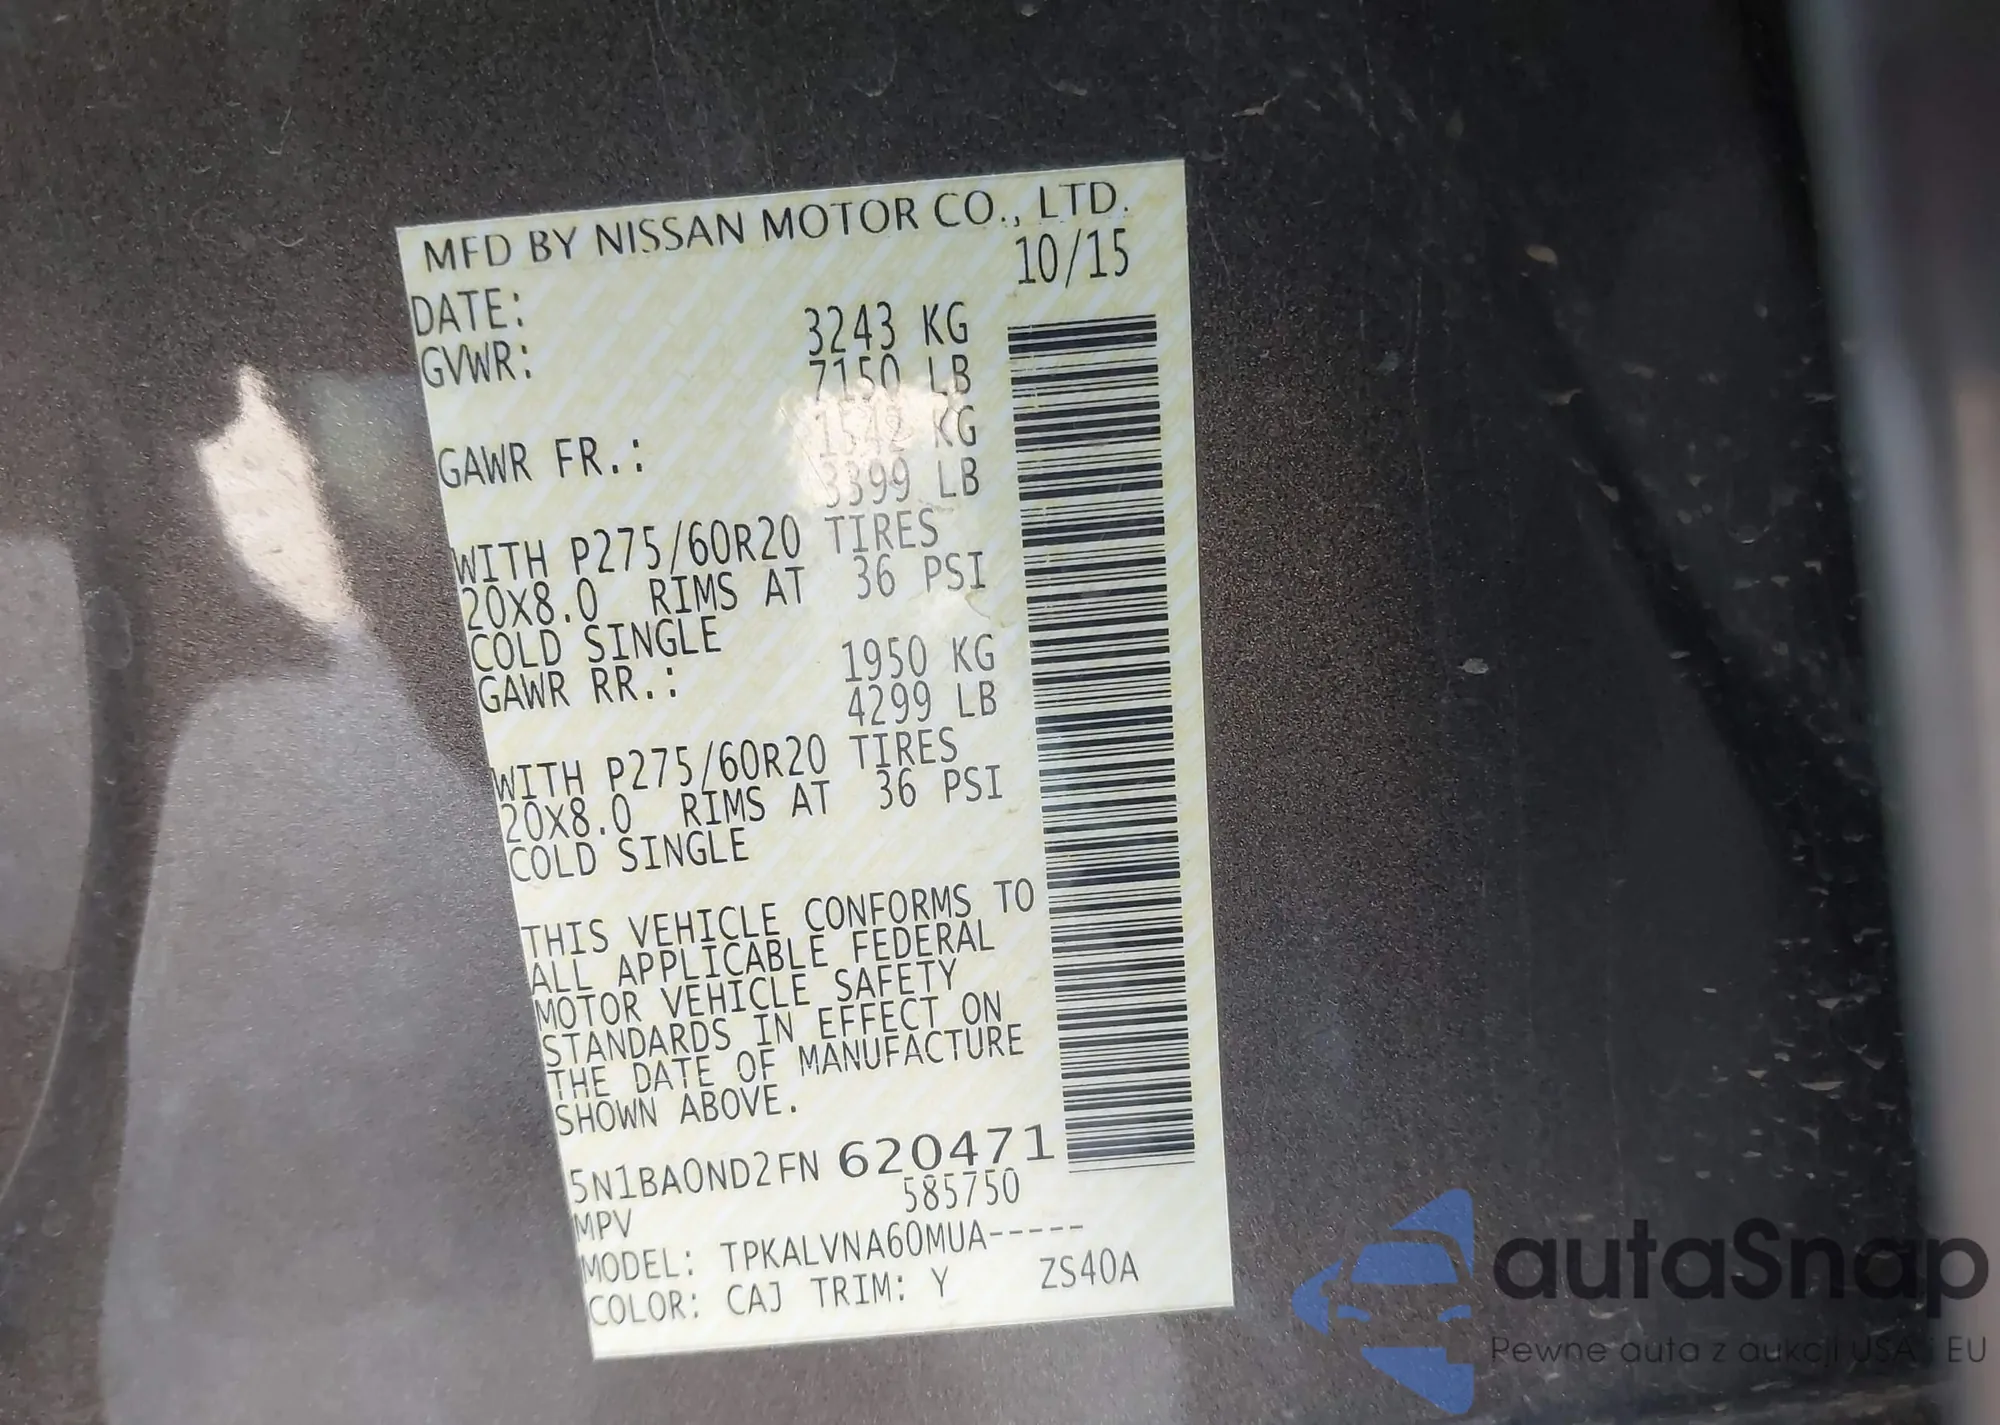 MFD BY NISSAN MOTOR CO., LTD.
DATE: 10/15
GVWR: 3243 KG
7150 LB
GAWR FR.: 1542 KG
3399 LB
WITH P275/60R20 TIRES
20X8.0 RIMS AT 36 PSI
COLD SINGLE
GAWR RR.: 1950 KG
4299 LB
WITH P275/60R20 TIRES
20X8.0 RIMS AT 36 PSI
COLD SINGLE
THIS VEHICLE CONFORMS TO
ALL APPLICABLE FEDERAL
MOTOR VEHICLE SAFETY
STANDARDS IN EFFECT ON
THE DATE OF MANUFACTURE
SHOWN ABOVE.
5N1BA0ND2FN 620471
MPV 585750
MODEL: TPKALVNA60MUA-----
COLOR: CAJ TRIM: Y ZS40A
autaSnap
Pewne auta z aukcji USA i EU